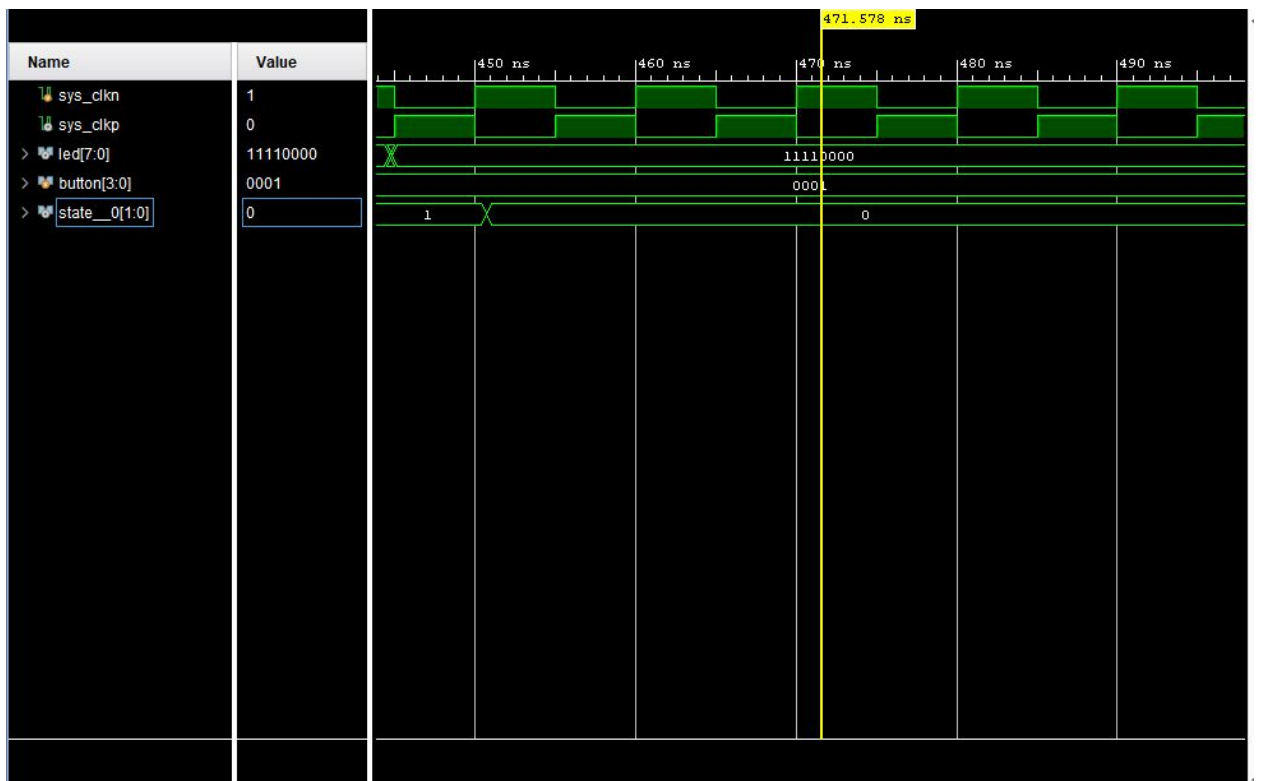 471.578 ns
Name Value
450 ns 460 ns 470 ns 480 ns 490 ns
sys_clkn 1
sys_clkp 0
led[7:0] 11110000 11110000
button[3:0] 0001 0001
state__0[1:0] 0 1 0